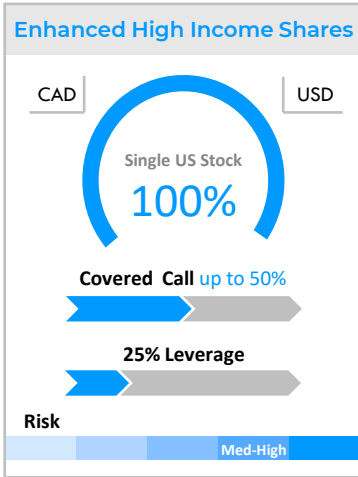 Enhanced High Income Shares
CAD
USD
Single US Stock
100%
Covered Call up to 50%
25% Leverage
Risk
Med-High